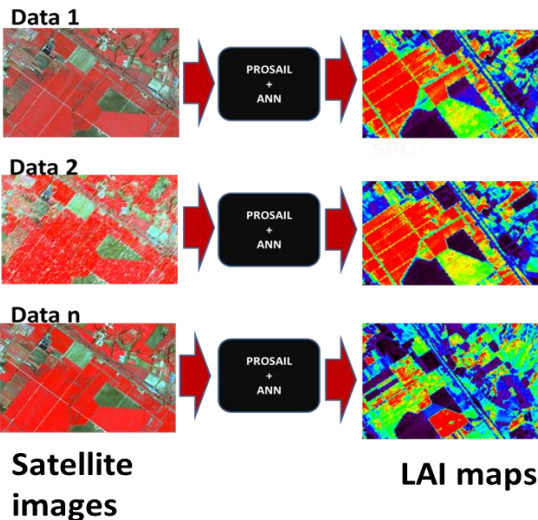 Data 1
PROSAIL
+
ANN
Data 2
PROSAIL
+
ANN
Data n
PROSAIL
+
ANN
Satellite
images
LAI maps